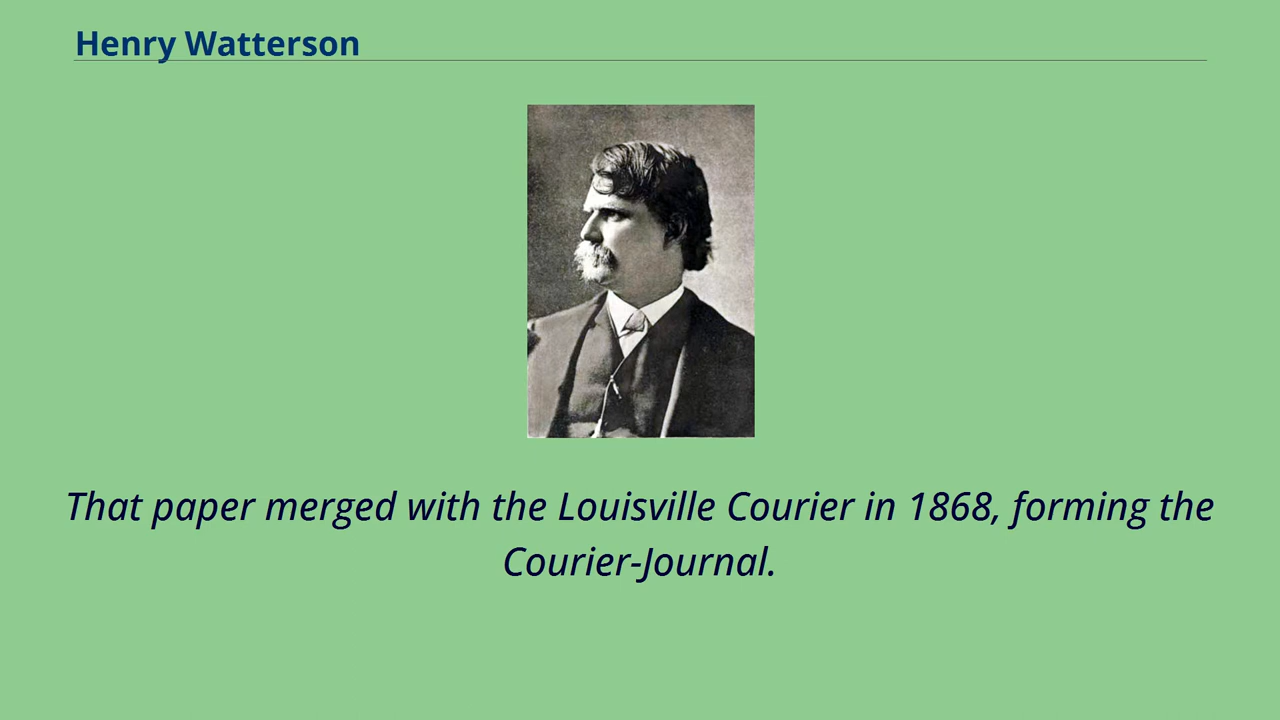 Henry Watterson
That paper merged with the Louisville Courier in 1868, forming the
Courier-Journal.